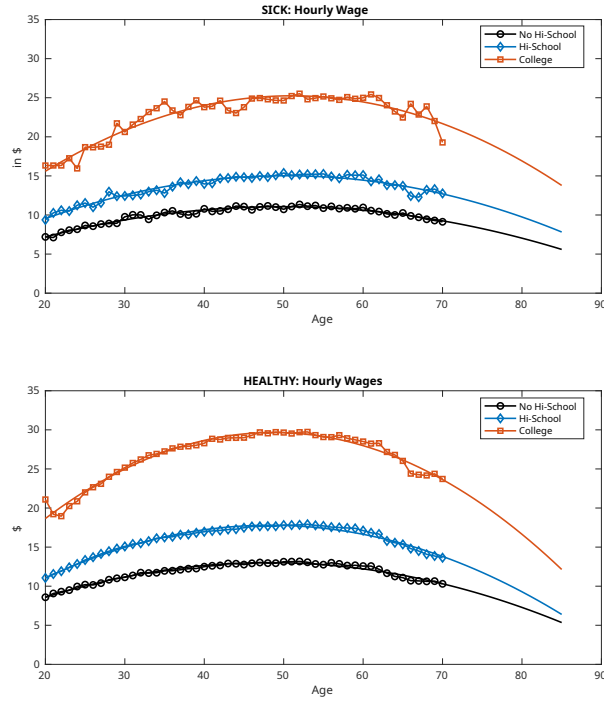 SICK: Hourly Wage
35
30
25
20
15
10
5
0
in $
No Hi-School
Hi-School
College
20 30 40 50 60 70 80 90
Age
HEALTHY: Hourly Wages
35
30
25
20
15
10
5
0
$
No Hi-School
Hi-School
College
20 30 40 50 60 70 80 90
Age